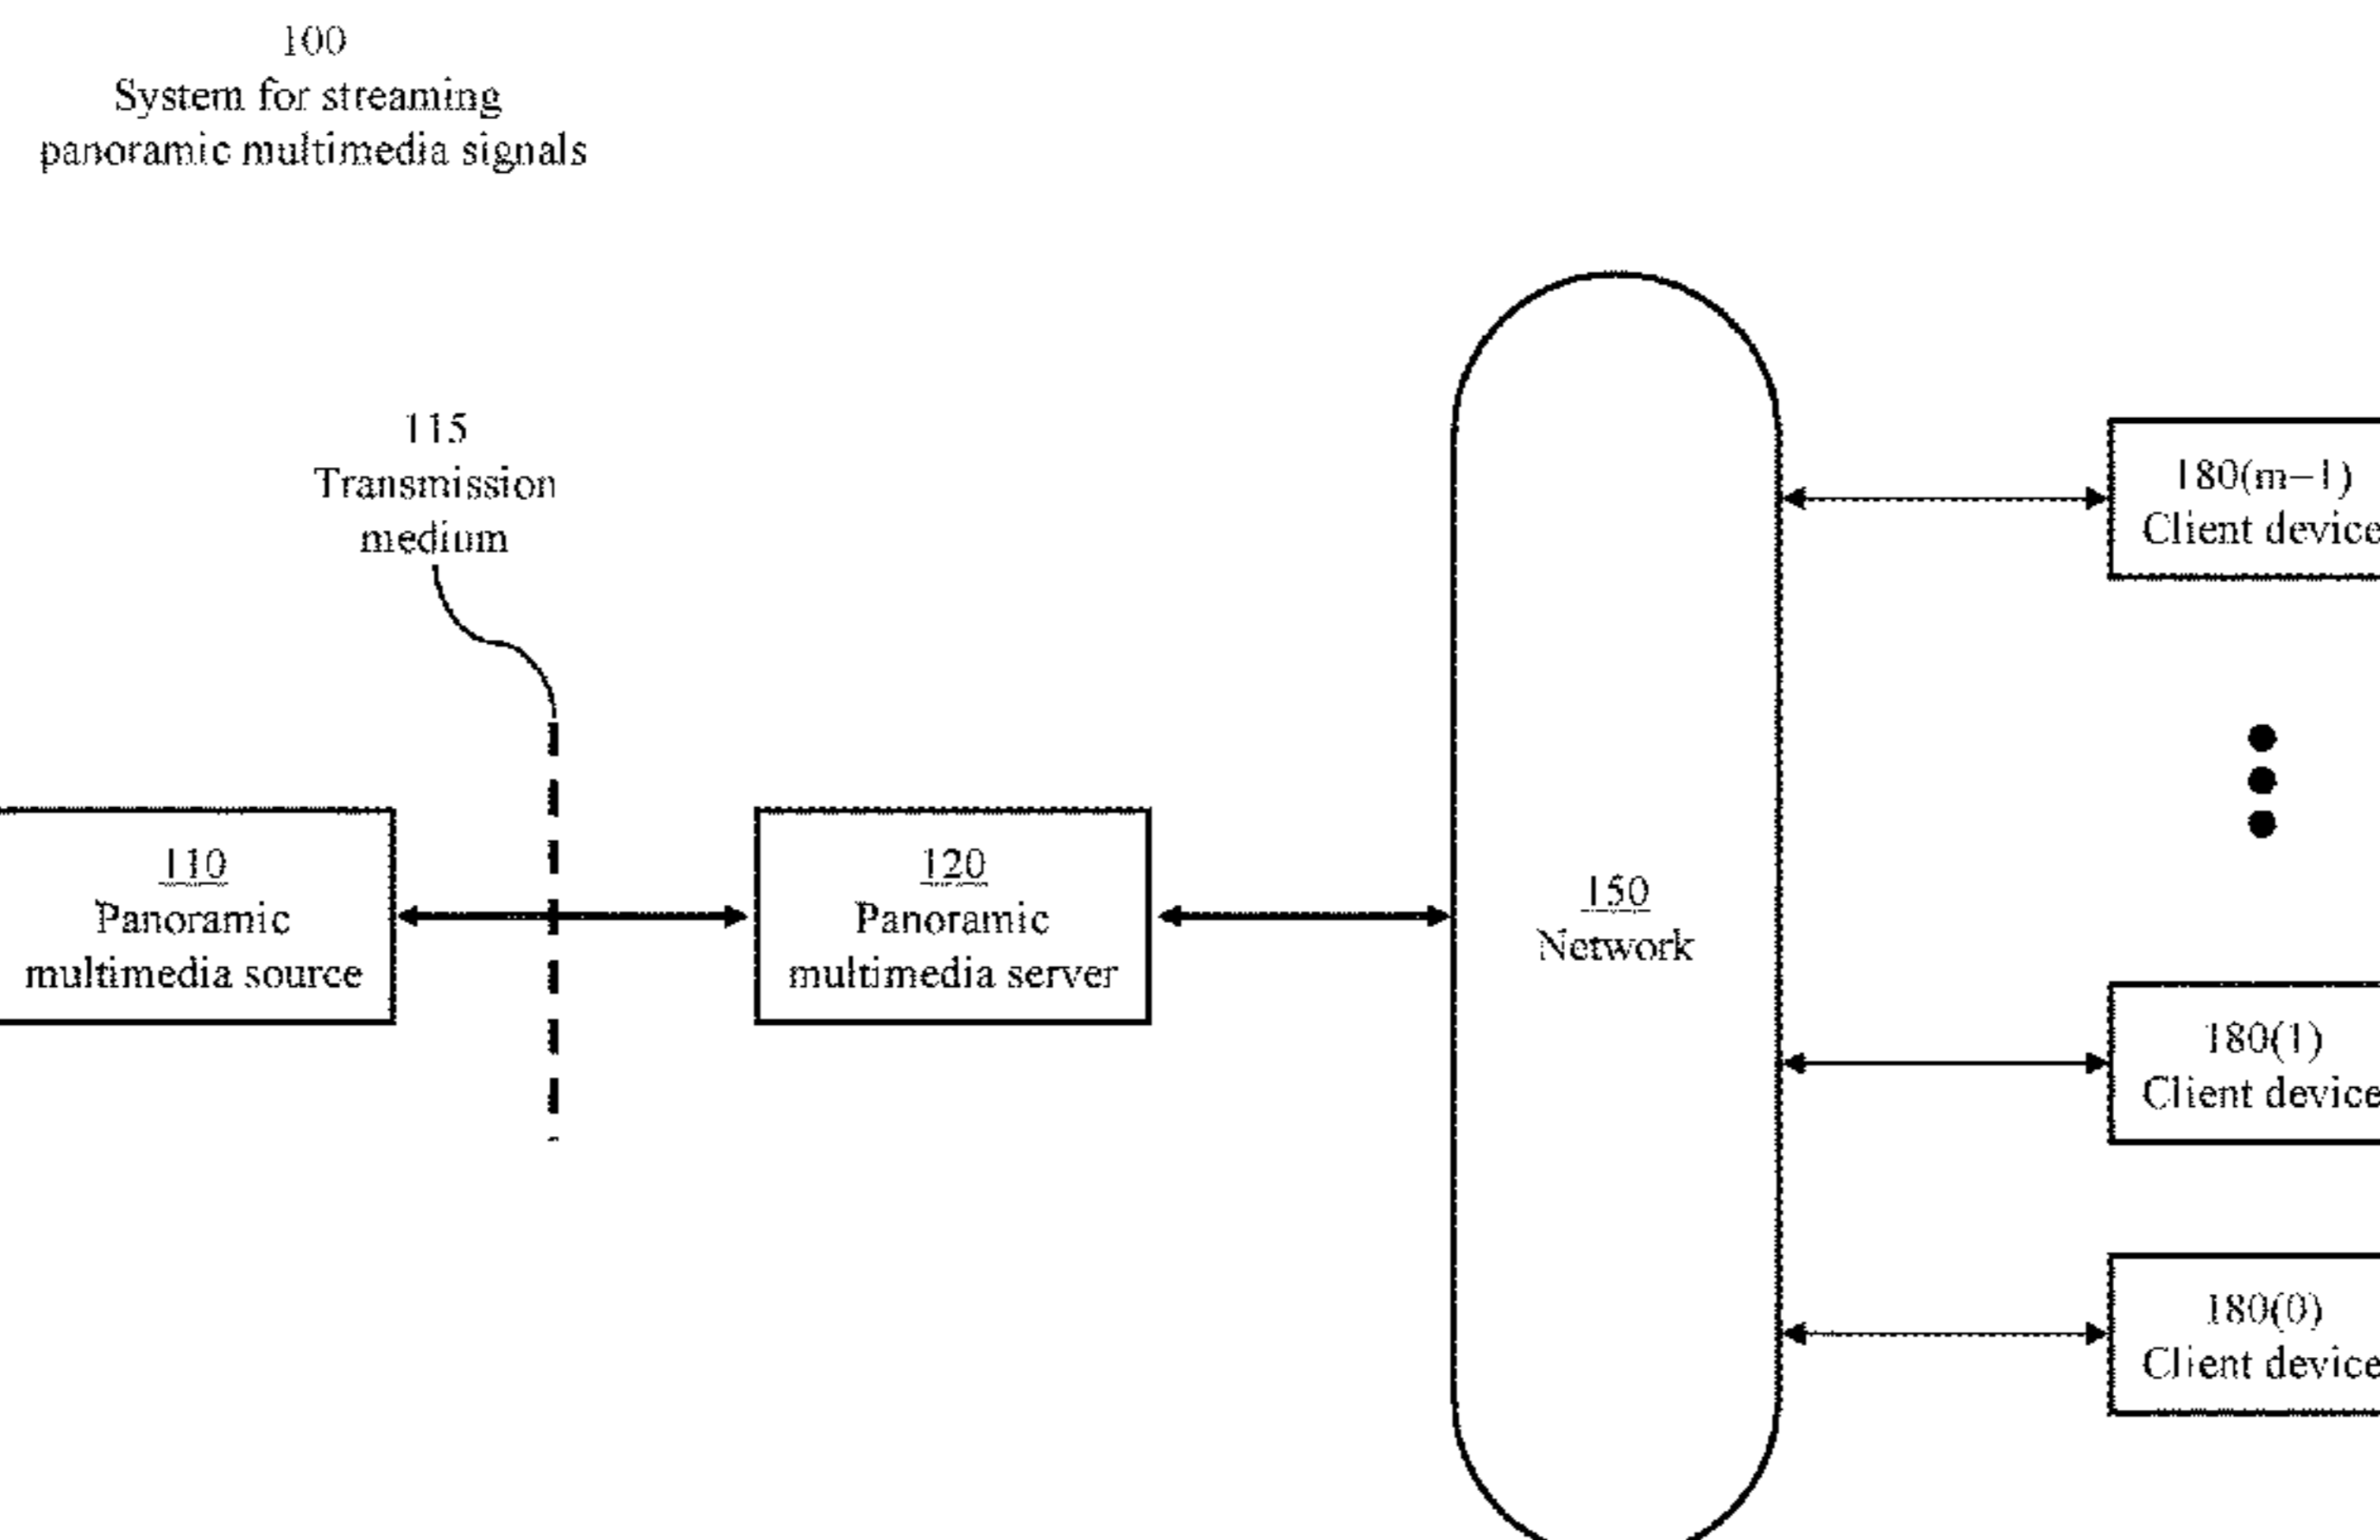 100
System for streaming
panoramic multimedia signals
115
Transmission
medium
180(m–1)
Client device
110
Panoramic
multimedia source
120
Panoramic
multimedia server
150
Network
180(1)
Client device
180(0)
Client device